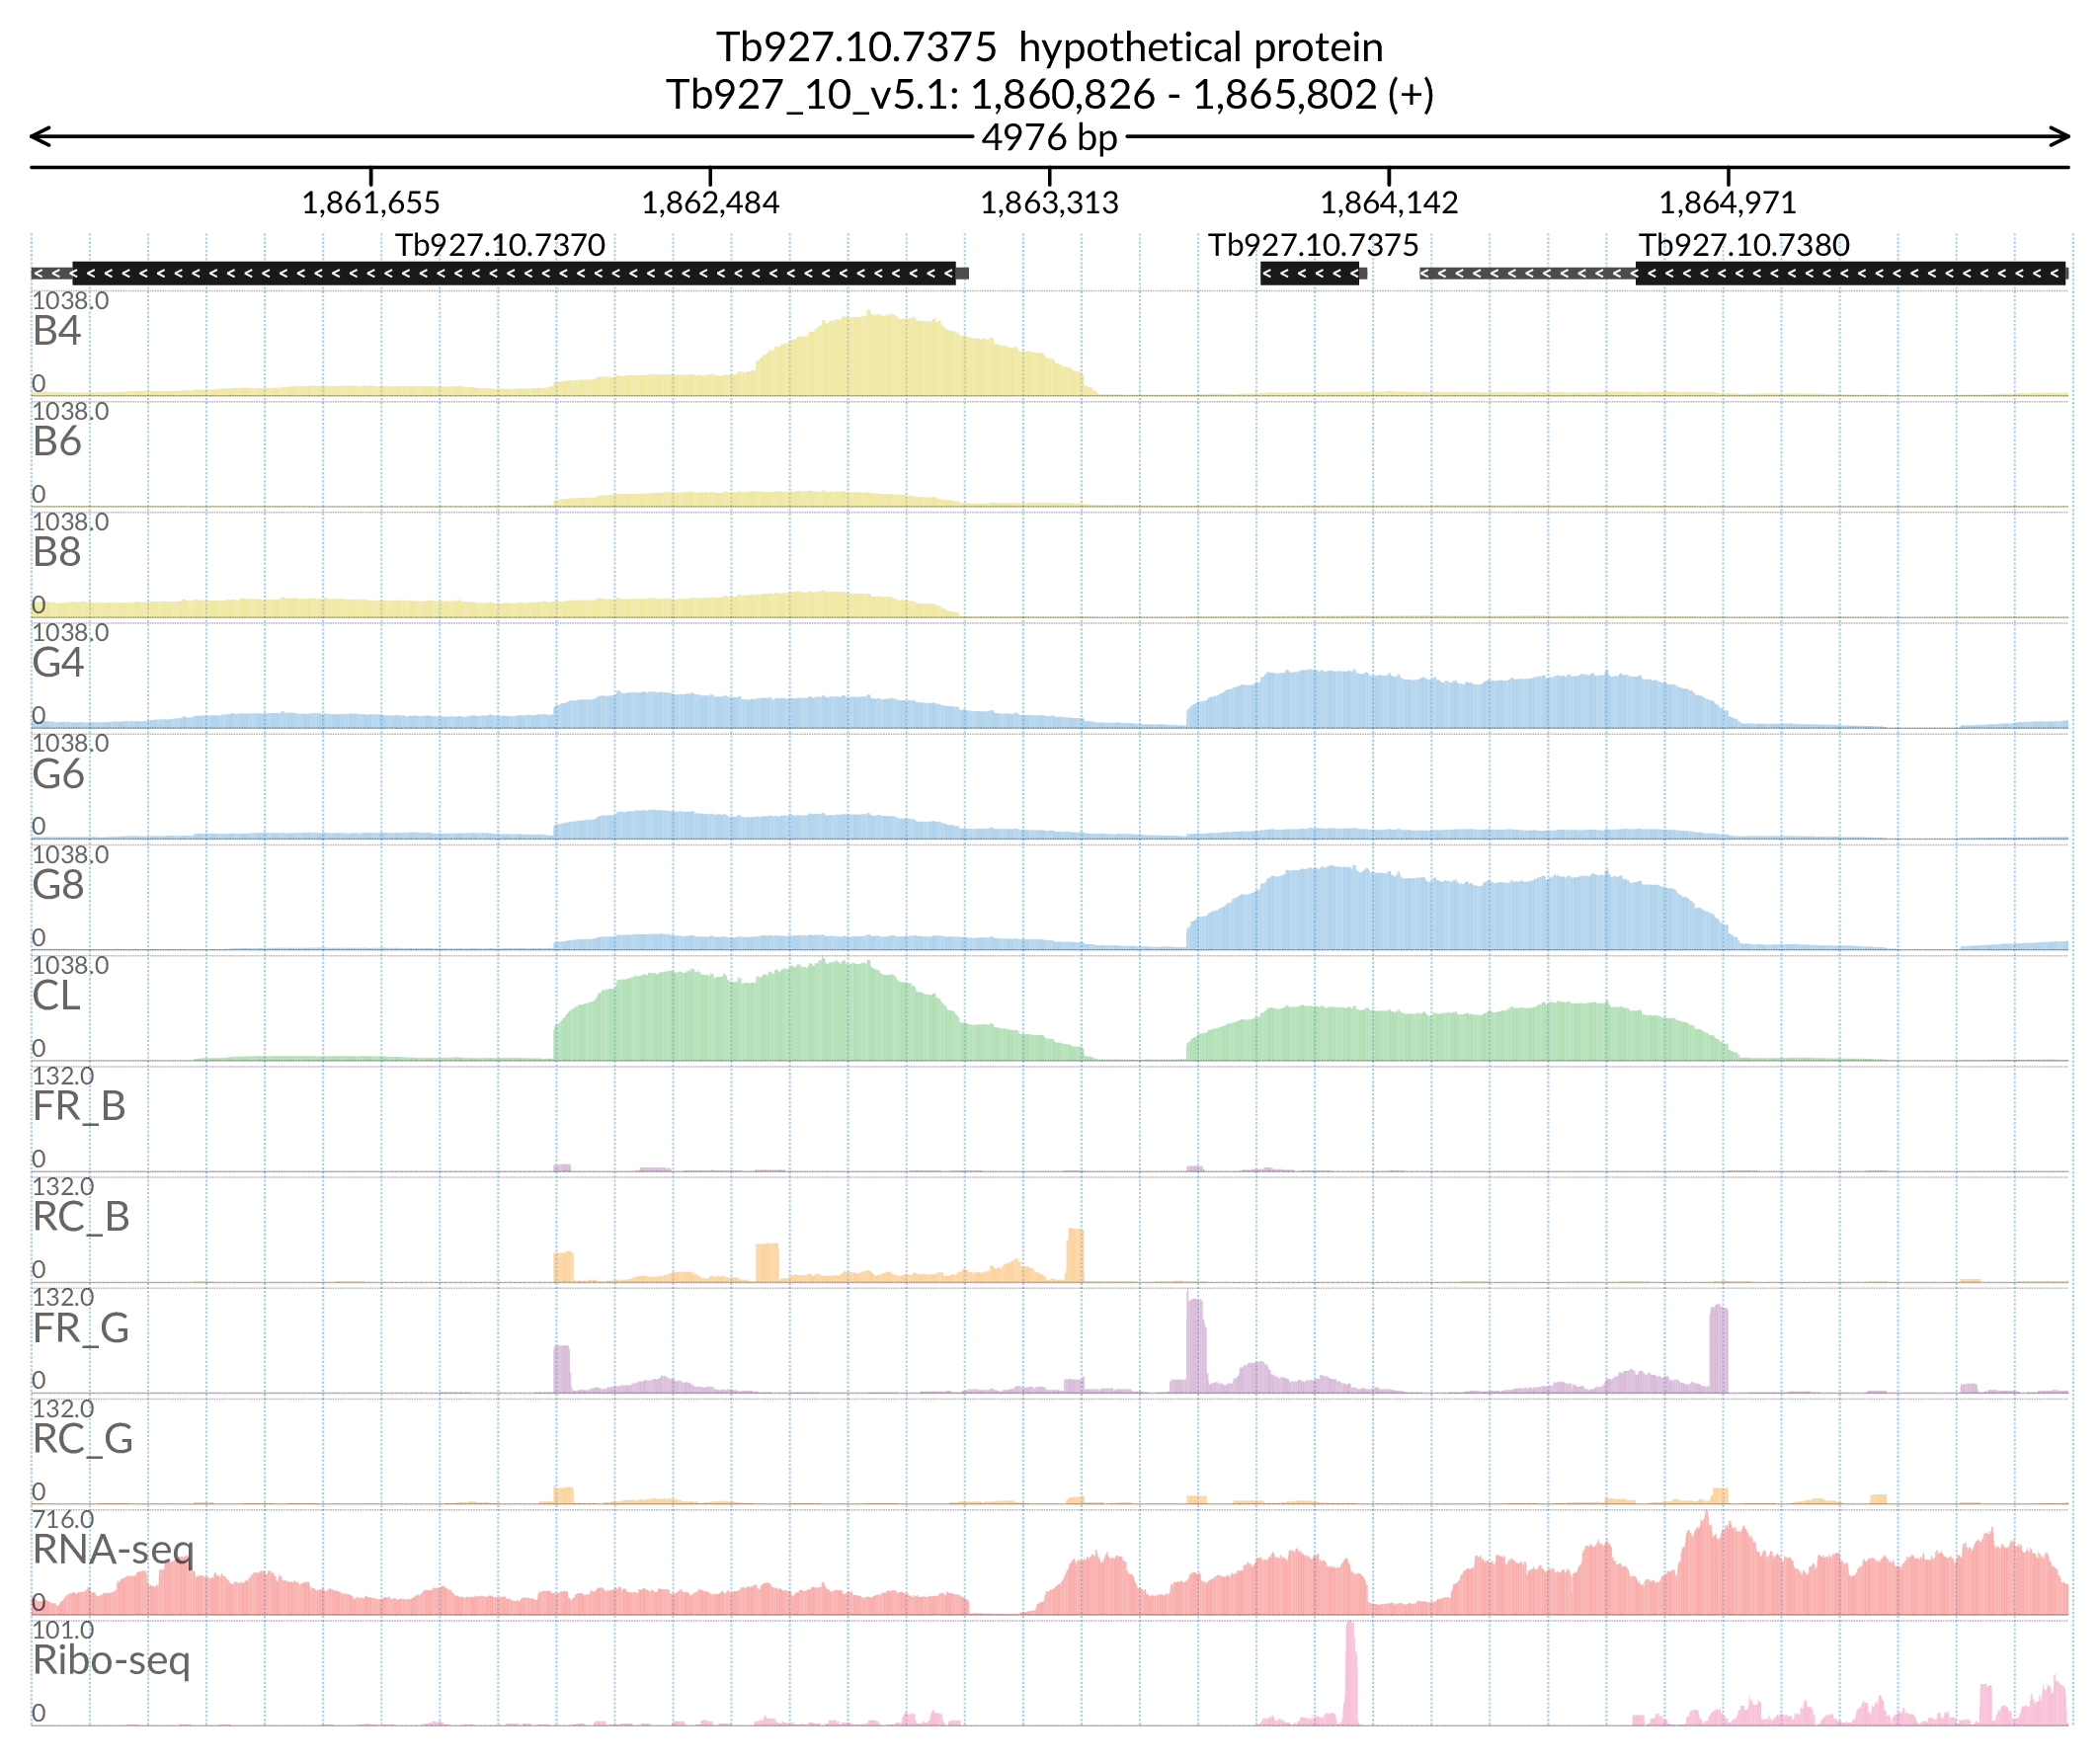 Tb927.10.7375 hypothetical protein
Tb927_10_v5.1: 1,860,826 - 1,865,802 (+)
4976 bp
1,861,655 1,862,484 1,863,313 1,864,142 1,864,971
Tb927.10.7370 Tb927.10.7375 Tb927.10.7380
1038.0
B4
0
1038.0
B6
0
1038.0
B8
0
1038.0
G4
0
1038.0
G6
0
1038.0
G8
0
1038.0
CL
0
132.0
FR_B
0
132.0
RC_B
0
132.0
FR_G
0
132.0
RC_G
0
716.0
RNA-seq
0
101.0
Ribo-seq
0